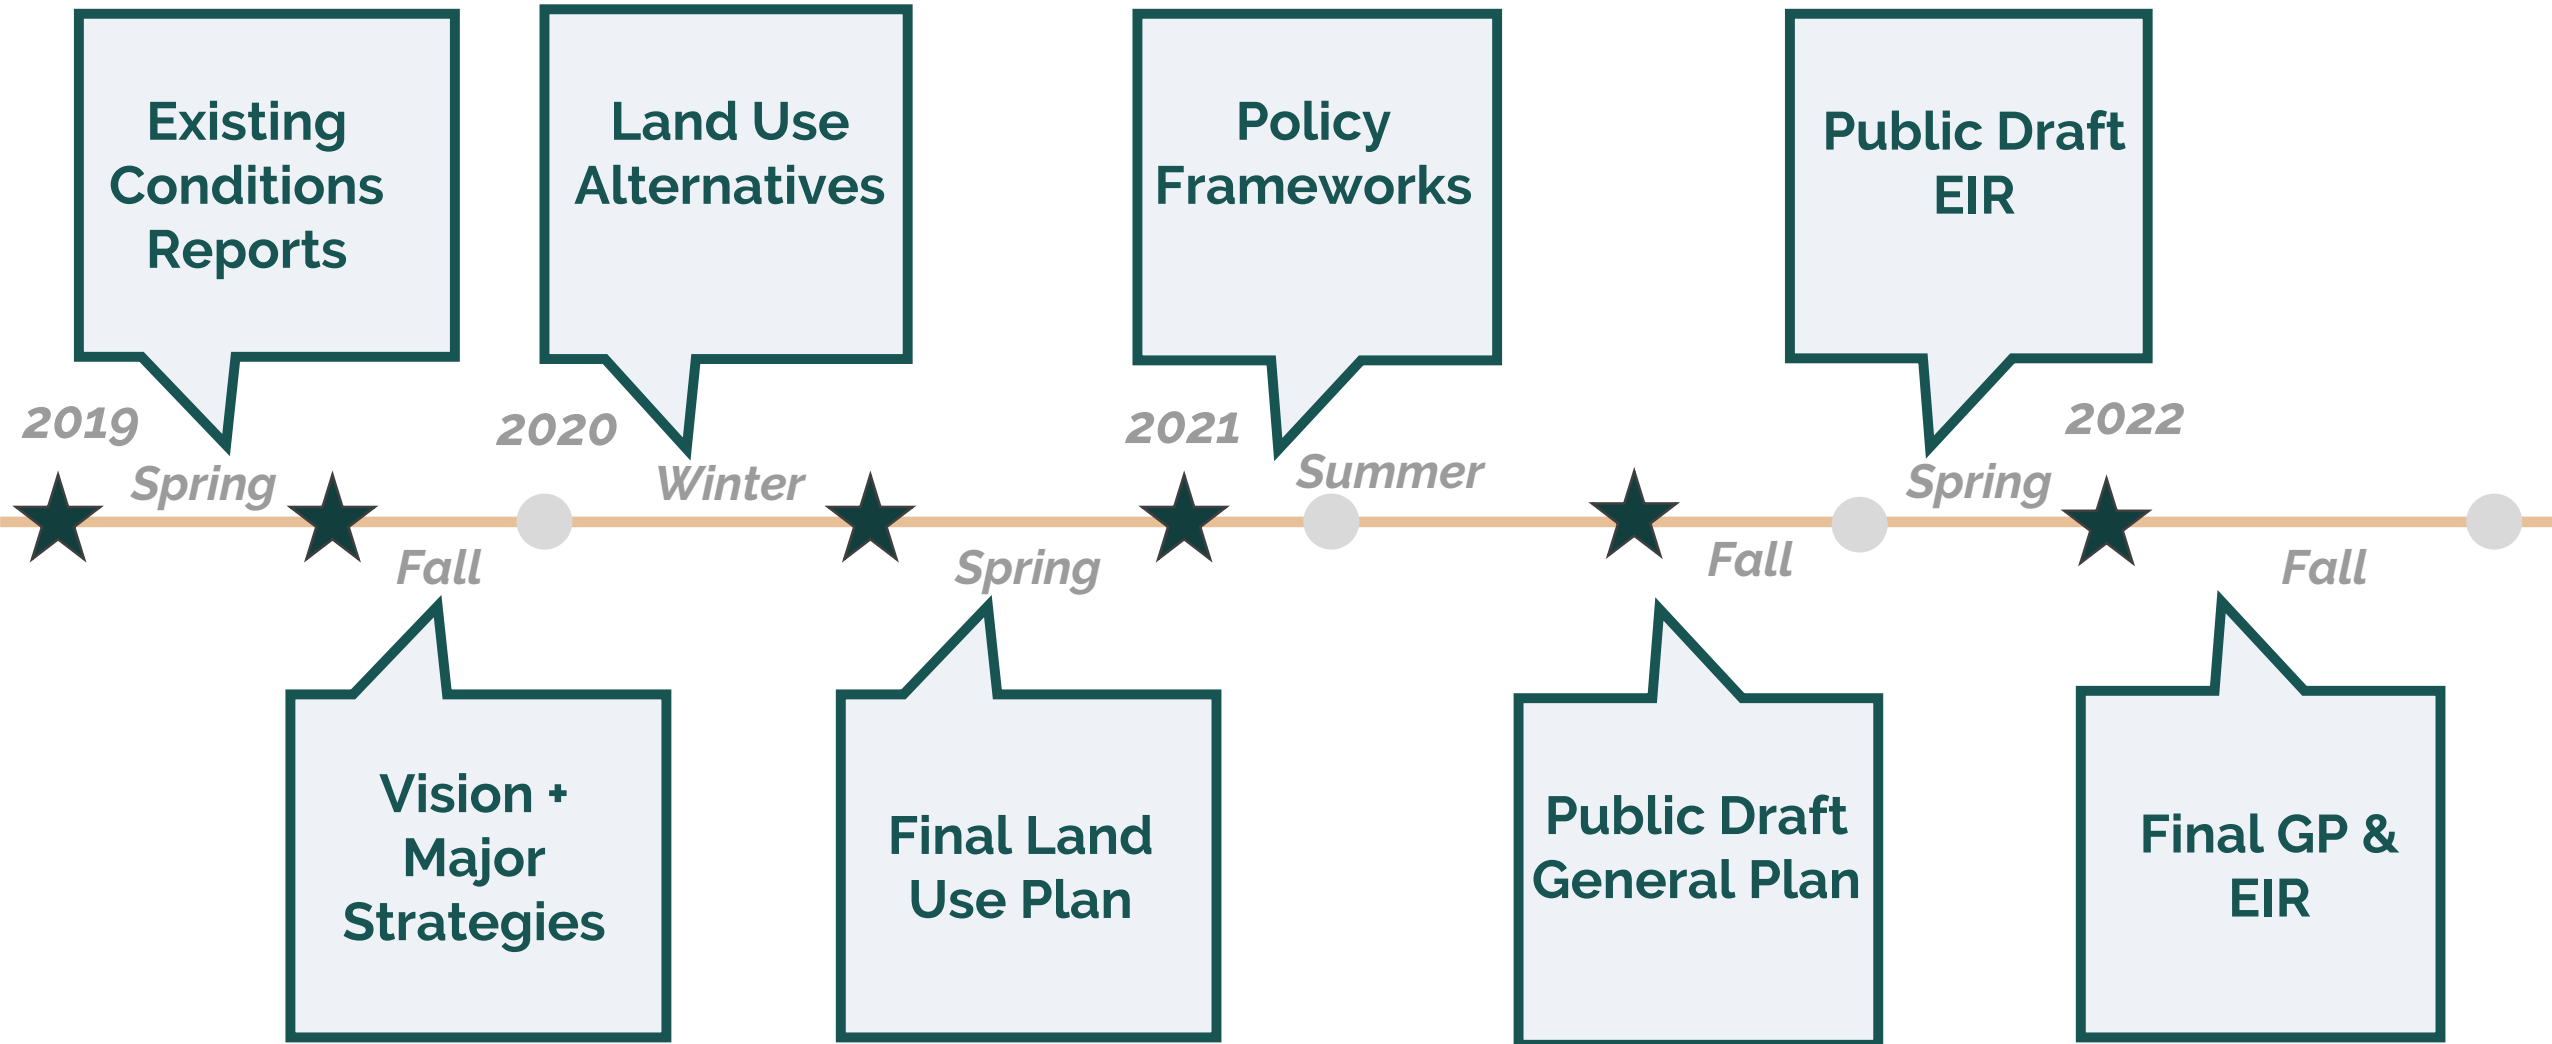 Existing
Conditions
Reports
Land Use
Alternatives
Policy
Frameworks
Public Draft
EIR
2019
2020
2021
2022
Spring
Winter
Summer
Spring
Fall
Spring
Fall
Fall
Vision +
Major
Strategies
Final Land
Use Plan
Public Draft
General Plan
Final GP &
EIR